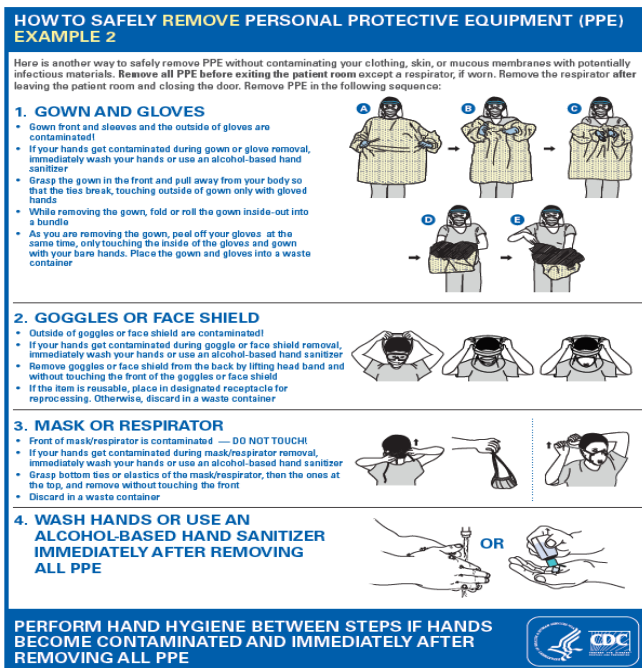 HOW TO SAFELY REMOVE PERSONAL PROTECTIVE EQUIPMENT (PPE)
EXAMPLE 2
Here is another way to safely remove PPE without contaminating your clothing, skin, or mucous membranes with potentially
infectious materials. Remove all PPE before exiting the patient room except a respirator, if worn. Remove the respirator after
leaving the patient room and closing the door. Remove PPE in the following sequence:
1. GOWN AND GLOVES
• Gown front and sleeves and the outside of gloves are
contaminated!
• If your hands get contaminated during gown or glove removal,
immediately wash your hands or use an alcohol-based hand
sanitizer
• Grasp the gown in the front and pull away from your body so
that the ties break, touching outside of gown only with gloved
hands
• While removing the gown, fold or roll the gown inside-out into
a bundle
• As you are removing the gown, peel off your gloves at the
same time, only touching the inside of the gloves and gown
with your bare hands. Place the gown and gloves into a waste
container
A B C
D E
2. GOGGLES OR FACE SHIELD
• Outside of goggles or face shield are contaminated!
• If your hands get contaminated during goggle or face shield removal,
immediately wash your hands or use an alcohol-based hand sanitizer
• Remove goggles or face shield from the back by lifting head band and
without touching the front of the goggles or face shield
• If the item is reusable, place in designated receptacle for
reprocessing. Otherwise, discard in a waste container
3. MASK OR RESPIRATOR
• Front of mask/respirator is contaminated — DO NOT TOUCH!
• If your hands get contaminated during mask/respirator removal,
immediately wash your hands or use an alcohol-based hand sanitizer
• Grasp bottom ties or elastics of the mask/respirator, then the ones at
the top, and remove without touching the front
• Discard in a waste container
4. WASH HANDS OR USE AN
ALCOHOL-BASED HAND SANITIZER
IMMEDIATELY AFTER REMOVING
ALL PPE
OR
PERFORM HAND HYGIENE BETWEEN STEPS IF HANDS
BECOME CONTAMINATED AND IMMEDIATELY AFTER
REMOVING ALL PPE
CDC